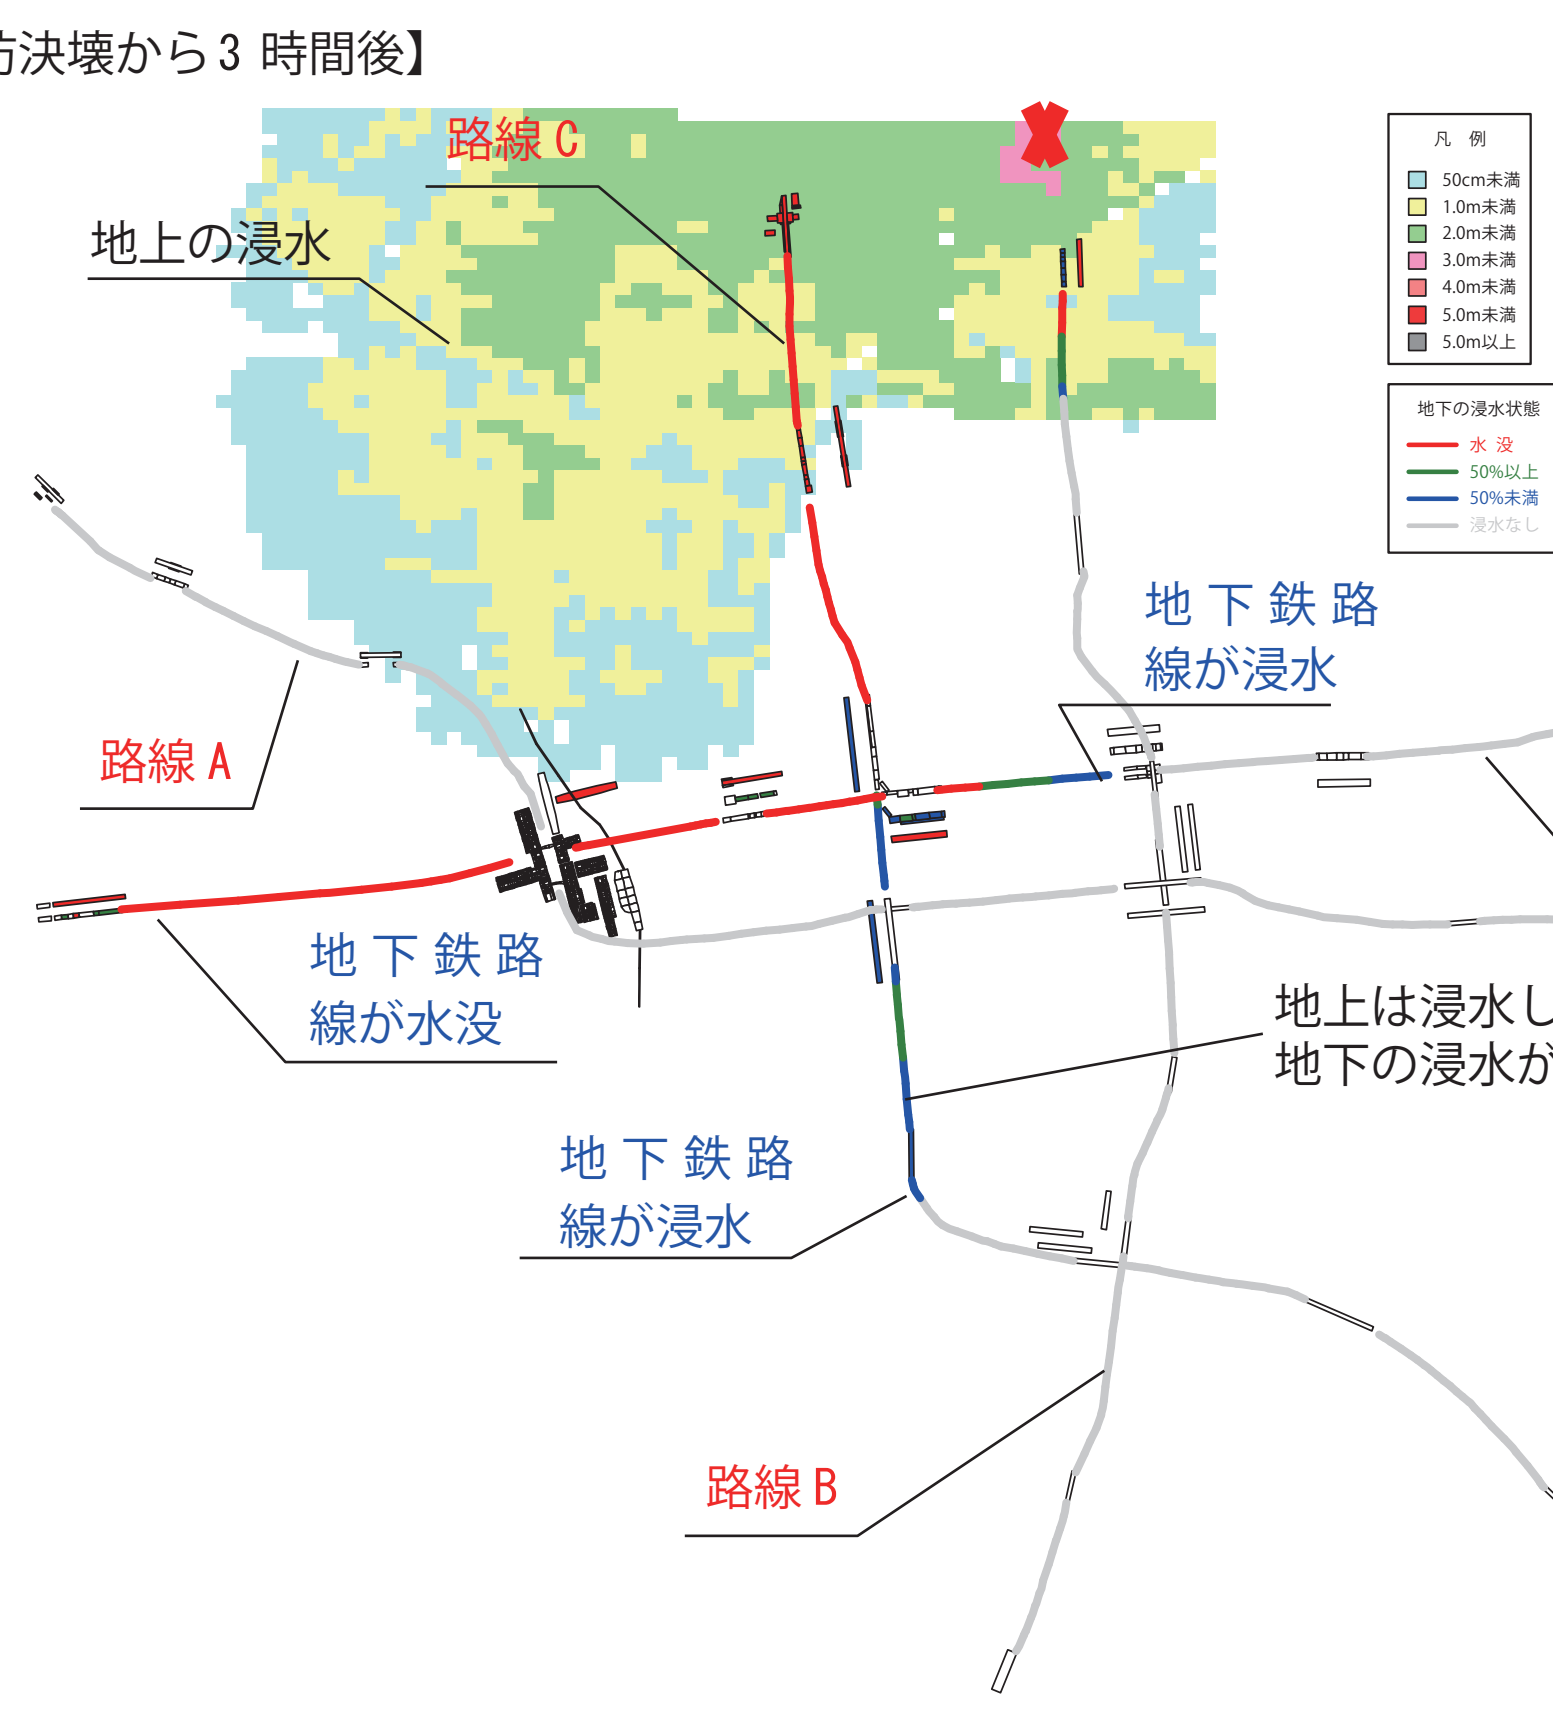 防決壊から3 時間後】
路線C
地上の浸水
凡 例
50cm未満
1.0m未満
2.0m未満
3.0m未満
4.0m未満
5.0m未満
5.0m以上
地下の浸水状態
水 没
50%以上
50%未満
浸水なし
地下鉄路
線が浸水
路線A
地下鉄路
線が水没
地上は浸水し
地下の浸水が
地下鉄路
線が浸水
路線B